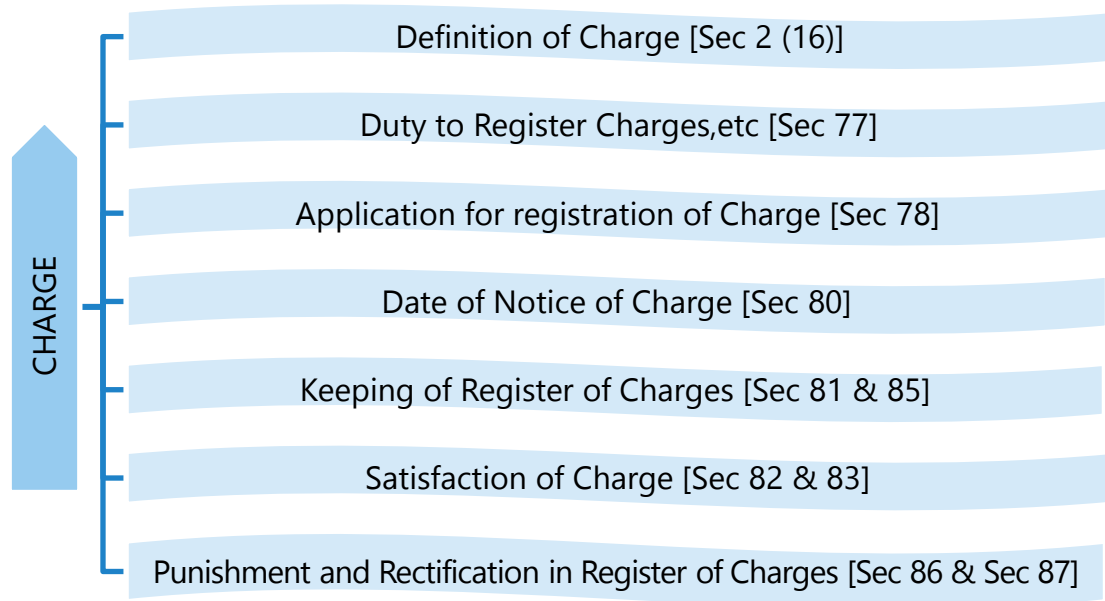 CHARGE
Definition of Charge [Sec 2 (16)]
Duty to Register Charges,etc [Sec 77]
Application for registration of Charge [Sec 78]
Date of Notice of Charge [Sec 80]
Keeping of Register of Charges [Sec 81 & 85]
Satisfaction of Charge [Sec 82 & 83]
Punishment and Rectification in Register of Charges [Sec 86 & Sec 87]